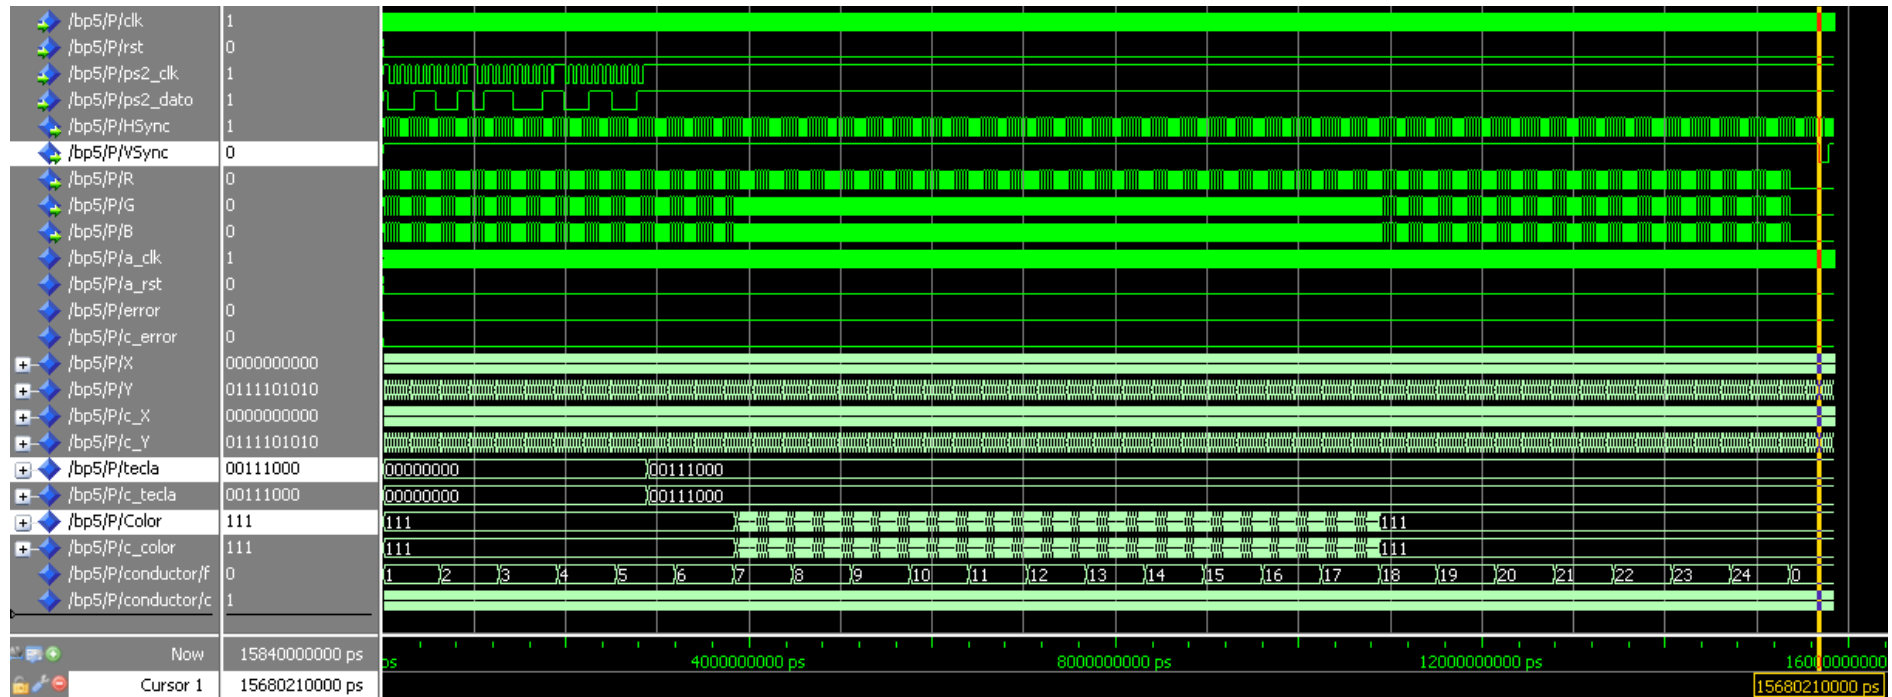 /bp5/P/clk 1
/bp5/P/rst 0
/bp5/P/ps2_clk 1
/bp5/P/ps2_dato 1
/bp5/P/HSync 1
/bp5/P/VSync 0
/bp5/P/R 0
/bp5/P/G 0
/bp5/P/B 0
/bp5/P/a_clk 1
/bp5/P/a_rst 0
/bp5/P/error 0
/bp5/P/c_error 0
/bp5/P/X 0000000000
/bp5/P/Y 0111101010
/bp5/P/c_X 0000000000
/bp5/P/c_Y 0111101010
/bp5/P/tecla 00111000 00000000 00111000
/bp5/P/c_tecla 00111000 00000000 00111000
/bp5/P/Color 111 111 111
/bp5/P/c_color 111 111 111
/bp5/P/conductor/f 0 1 2 3 4 5 6 7 8 9 10 11 12 13 14 15 16 17 18 19 20 21 22 23 24 0
/bp5/P/conductor/c 1
Now 15840000000 ps ps 4000000000 ps 8000000000 ps 12000000000 ps
Cursor 1 15680210000 ps 15680210000 ps